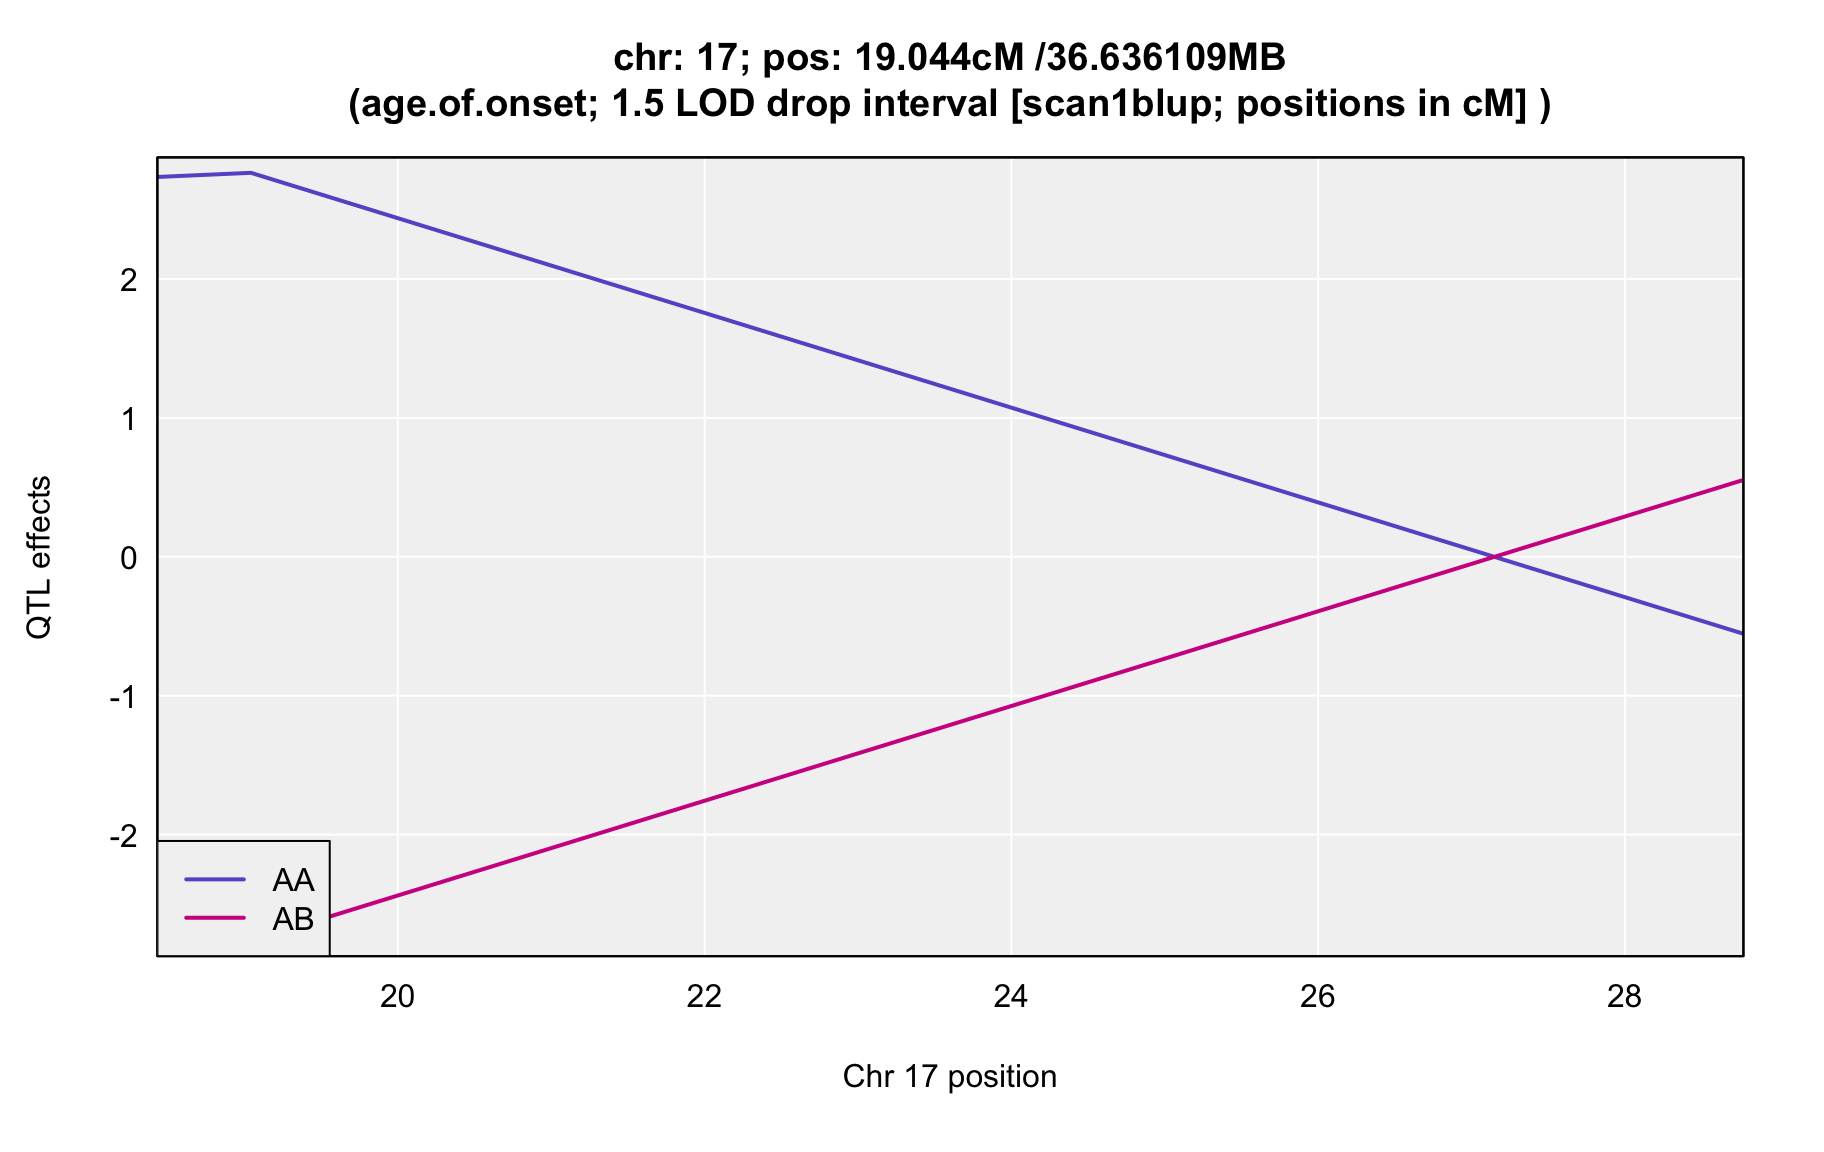 chr: 17; pos: 19.044cM /36.636109MB
(age.of.onset; 1.5 LOD drop interval [scan1blup; positions in cM] )
QTL effects
2
1
0
-1
-2
AA
AB
20 22 24 26 28
Chr 17 position